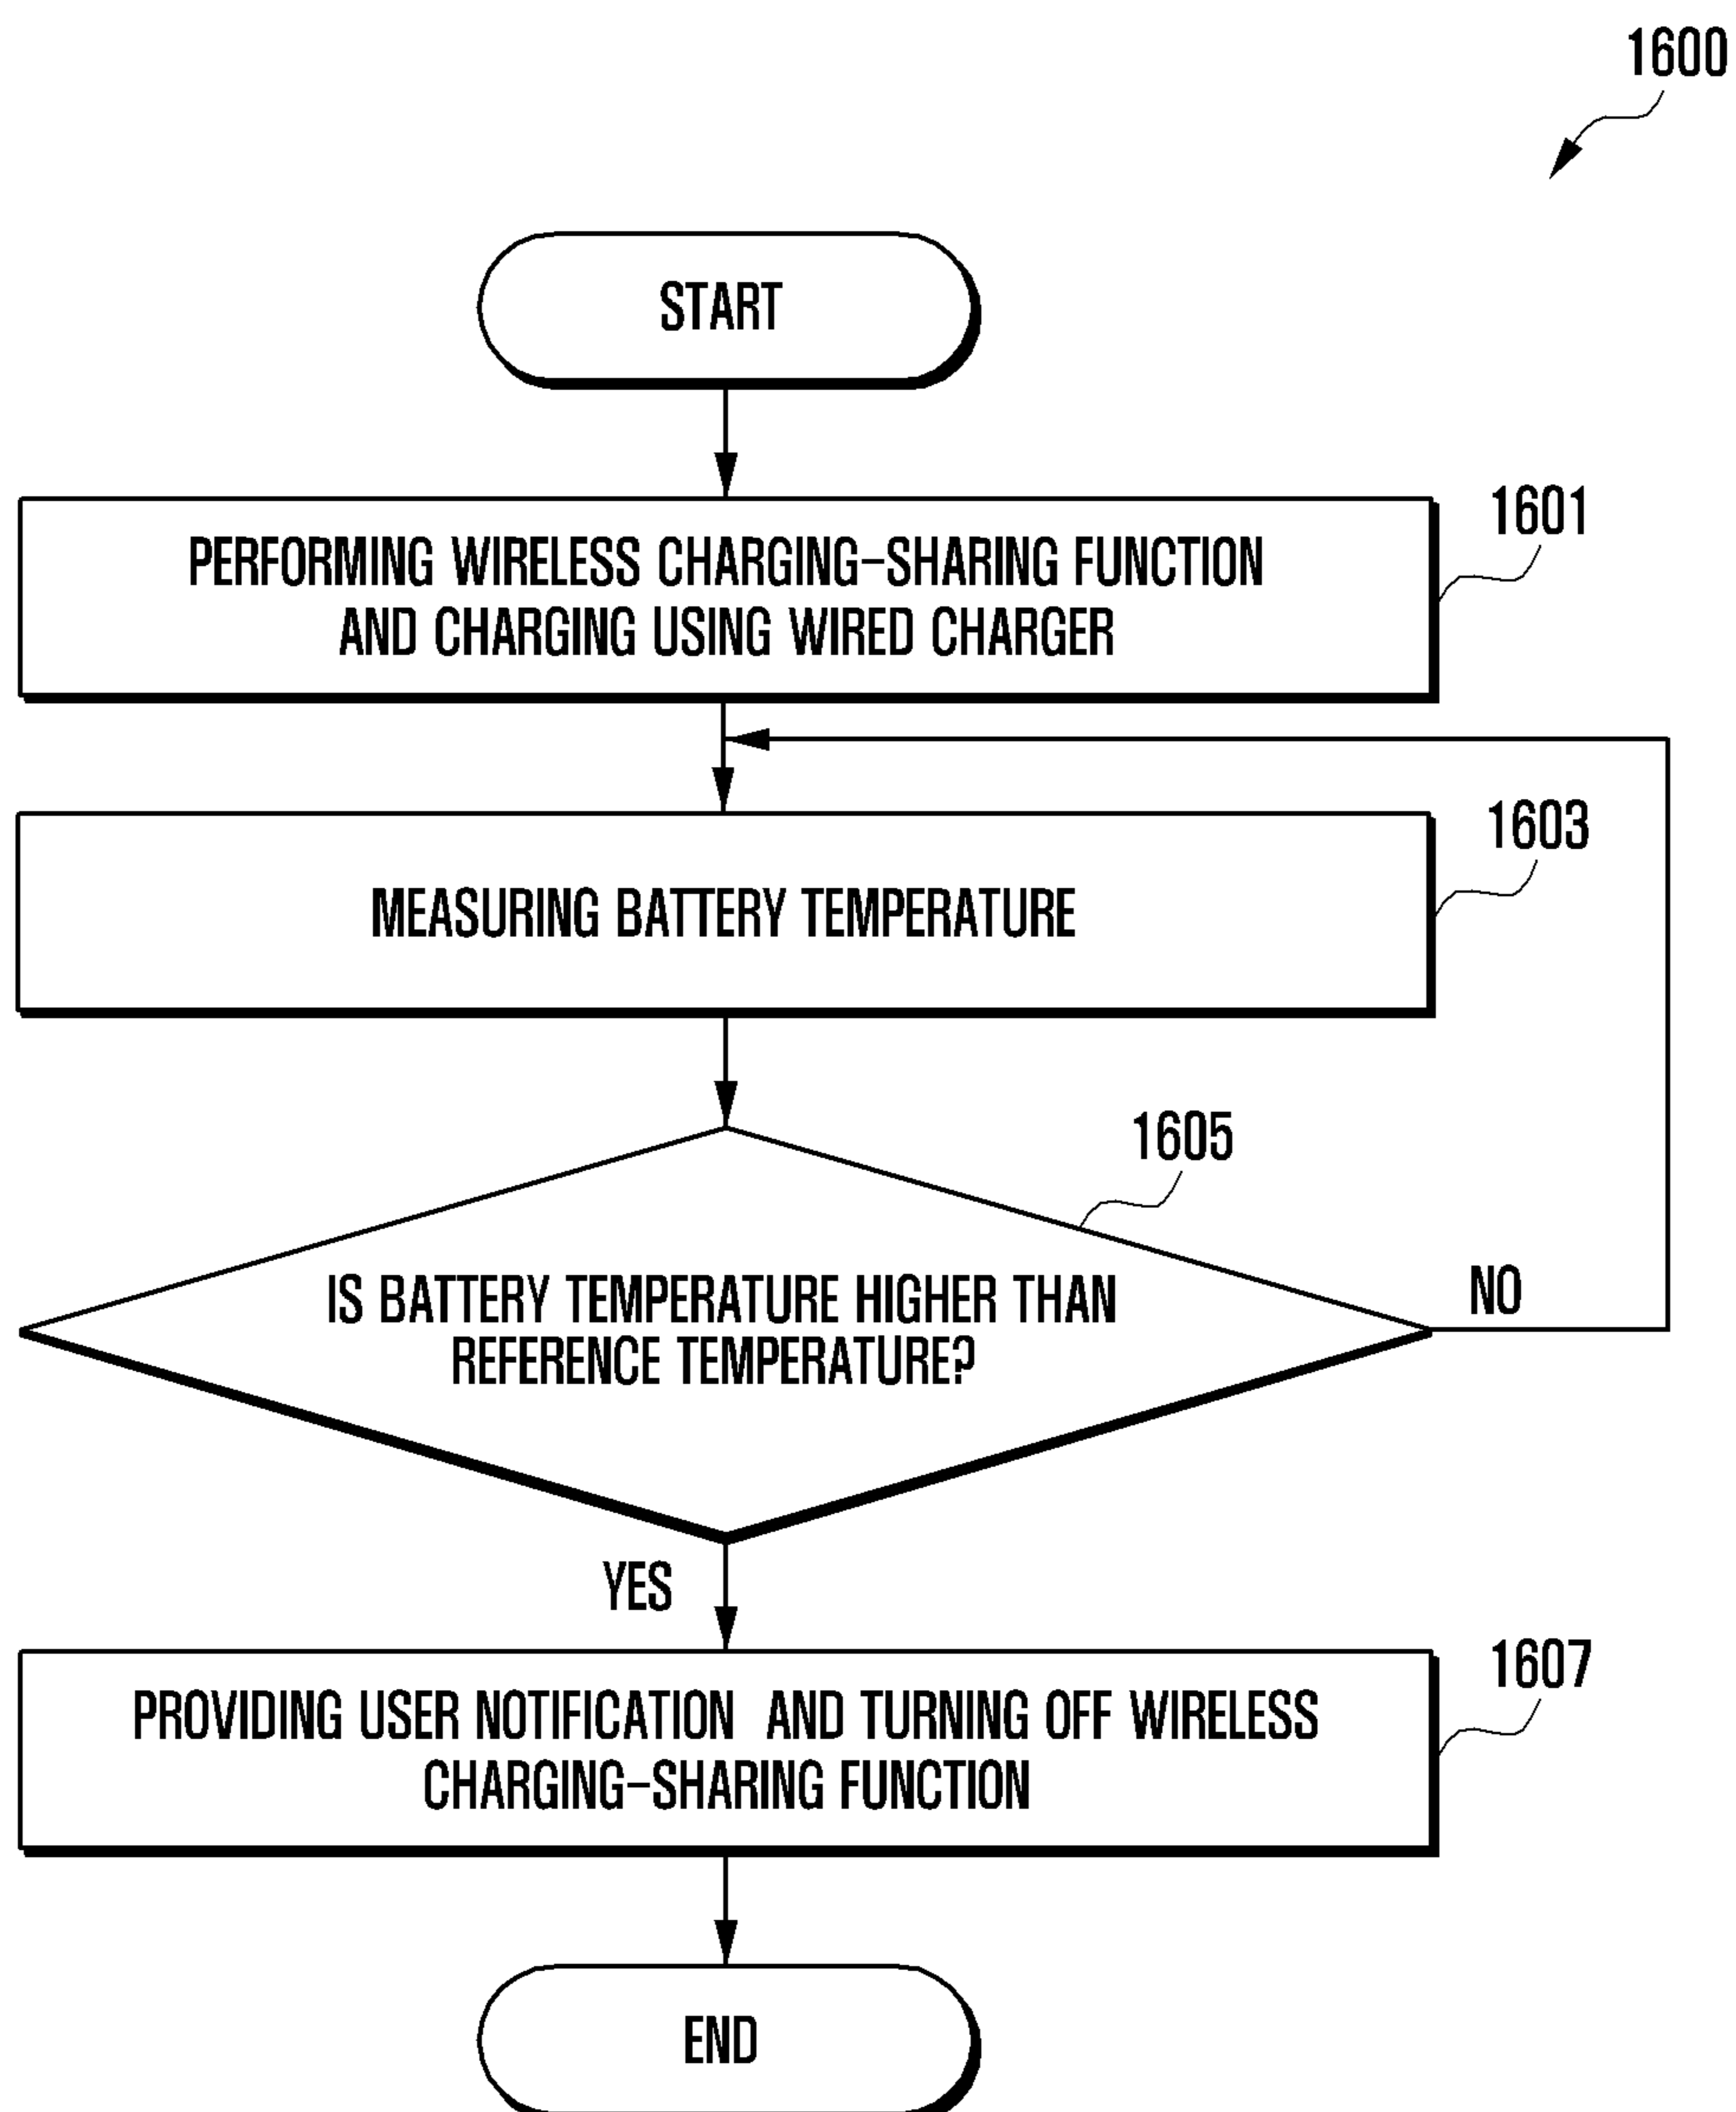 1600
START
1601
PERFORMING WIRELESS CHARGING-SHARING FUNCTION
AND CHARGING USING WIRED CHARGER
1603
MEASURING BATTERY TEMPERATURE
1605
IS BATTERY TEMPERATURE HIGHER THAN
REFERENCE TEMPERATURE?
NO
YES
1607
PROVIDING USER NOTIFICATION AND TURNING OFF WIRELESS
CHARGING-SHARING FUNCTION
END